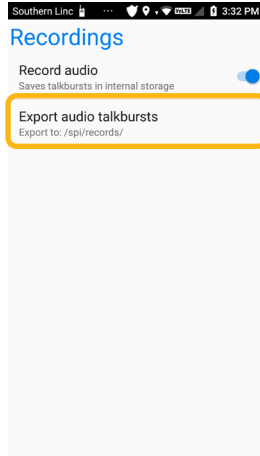 Southern Linc ... VoLTE 3:32 PM
Recordings
Record audio
Saves talkbursts in internal storage
Export audio talkbursts
Export to: /spi/records/